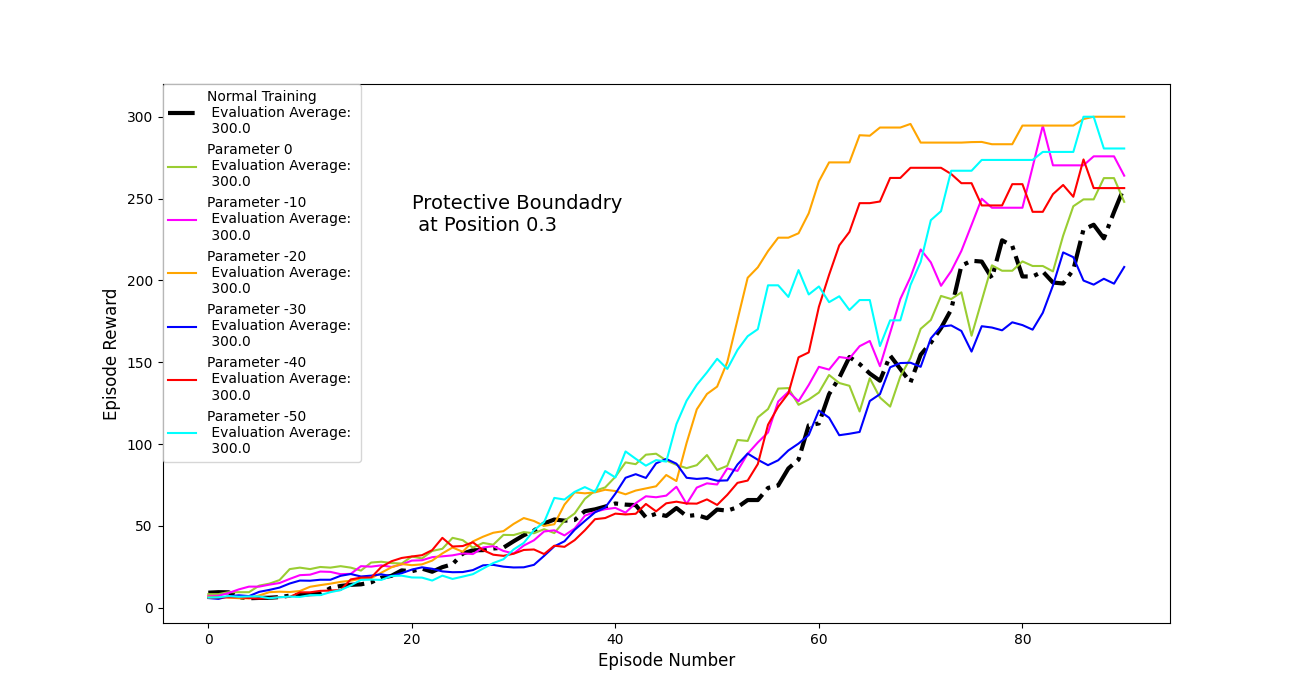 Normal Training
Evaluation Average:
300.0
Parameter 0
Evaluation Average:
300.0
Parameter -10
Evaluation Average:
300.0
Parameter -20
Evaluation Average:
300.0
Parameter -30
Evaluation Average:
300.0
Parameter -40
Evaluation Average:
300.0
Parameter -50
Evaluation Average:
300.0
Protective Boundadry
at Position 0.3
300
250
200
150
100
50
0
Episode Reward
0 20 40 60 80
Episode Number